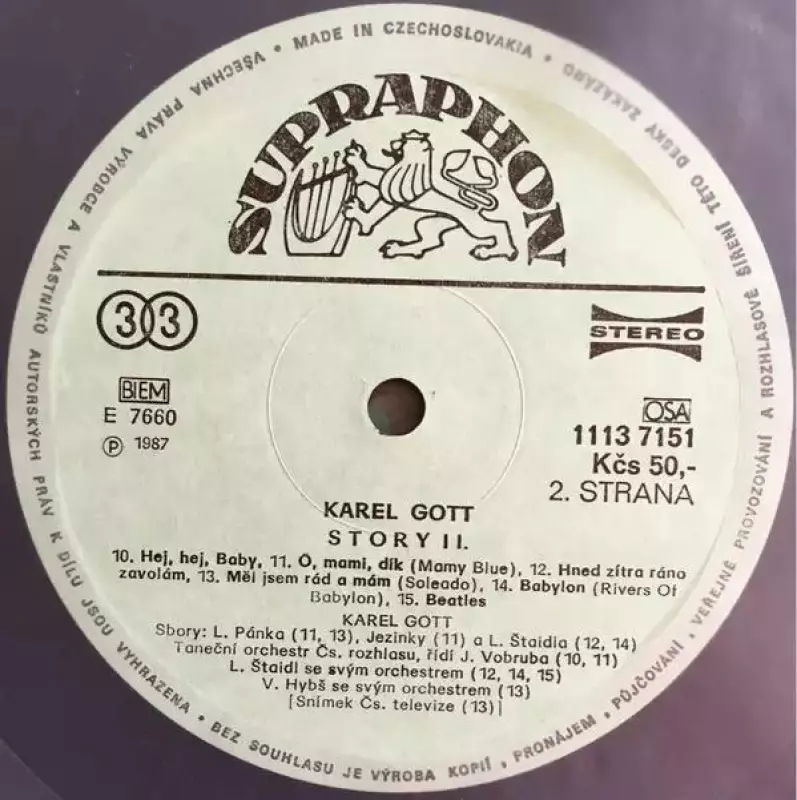 VŠECHNA PRÁVA VÝROBCE A VLASTNÍKŮ AUTORSKÝCH PRÁV K DÍLU JSOU VYHRAZENA • BEZ SOUHLASU JE VÝROBA KOPIÍ, PRONÁJEM, PŮJČOVÁNÍ, VEŘEJNÉ PROVOZOVÁNÍ A ROZHLASOVÉ ŠÍŘENÍ TÉTO DESKY ZAKÁZÁNO • MADE IN CZECHOSLOVAKIA •
SUPRAPHON
33
STEREO
BIEM
E 7660
Ⓟ 1987
OSA
1113 7151
Kčs 50,-
2. STRANA
KAREL GOTT
STORY II.
10. Hej, hej, Baby, 11. Ó, mami, dík (Mamy Blue), 12. Hned zítra ráno
zavolám, 13. Měl jsem rád a mám (Soleado), 14. Babylon (Rivers Of
Babylon), 15. Beatles
KAREL GOTT
Sbory: L. Pánka (11, 13), Jezinky (11) a L. Štaidla (12, 14)
Taneční orchestr Čs. rozhlasu, řídí J. Vobruba (10, 11)
L. Štaidl se svým orchestrem (12, 14, 15)
V. Hybš se svým orchestrem (13)
[Snímek Čs. televize (13)]